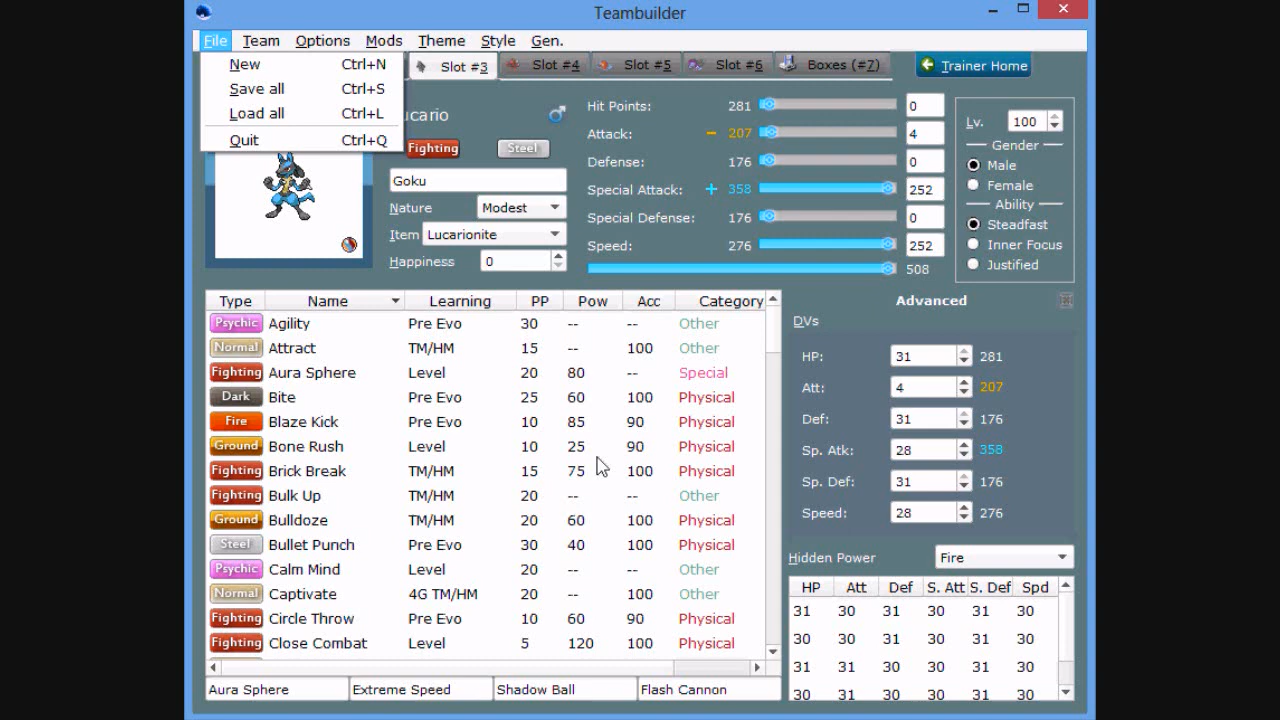 Teambuilder
File Team Options Mods Theme Style Gen.
New Ctrl+N
Save all Ctrl+S
Load all Ctrl+L
Quit Ctrl+Q
Slot #3 Slot #4 Slot #5 Slot #6 Boxes (#7) Trainer Home
ucario
Fighting Steel
Goku
Nature Modest
Item Lucarionite
Happiness 0
Hit Points: 281 0
Attack: − 207 4
Defense: 176 0
Special Attack: + 358 252
Special Defense: 176 0
Speed: 276 252
508
Lv. 100
Gender
Male
Female
Ability
Steadfast
Inner Focus
Justified
Type Name Learning PP Pow Acc Category
Psychic Agility Pre Evo 30 -- -- Other
Normal Attract TM/HM 15 -- 100 Other
Fighting Aura Sphere Level 20 80 -- Special
Dark Bite Pre Evo 25 60 100 Physical
Fire Blaze Kick Pre Evo 10 85 90 Physical
Ground Bone Rush Level 10 25 90 Physical
Fighting Brick Break TM/HM 15 75 100 Physical
Fighting Bulk Up TM/HM 20 -- -- Other
Ground Bulldoze TM/HM 20 60 100 Physical
Steel Bullet Punch Pre Evo 30 40 100 Physical
Psychic Calm Mind Level 20 -- -- Other
Normal Captivate 4G TM/HM 20 -- 100 Other
Fighting Circle Throw Pre Evo 10 60 90 Physical
Fighting Close Combat Level 5 120 100 Physical
Aura Sphere Extreme Speed Shadow Ball Flash Cannon
Advanced
DVs
HP: 31 281
Att: 4 207
Def: 31 176
Sp. Atk: 28 358
Sp. Def: 31 176
Speed: 28 276
Hidden Power Fire
HP Att Def S. Att S. Def Spd
31 30 31 30 31 30
30 30 31 30 31 30
31 31 30 30 31 30
30 31 30 30 31 30